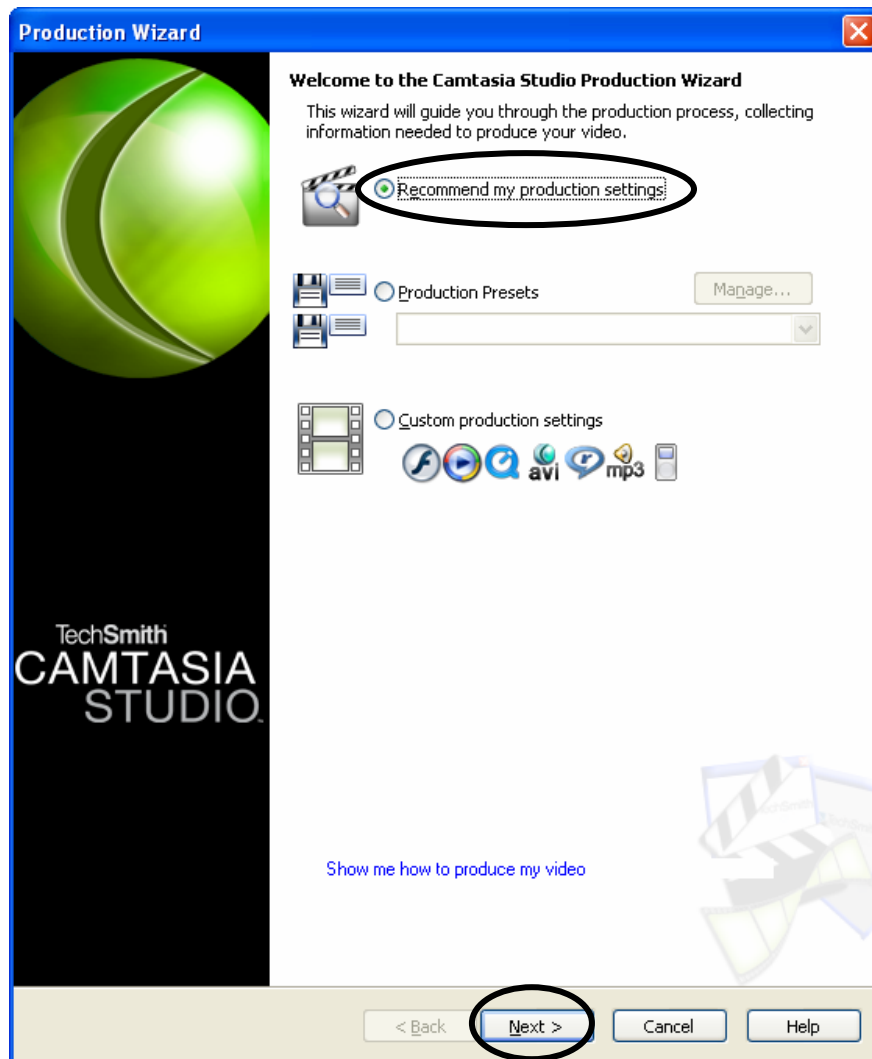 Production Wizard
Welcome to the Camtasia Studio Production Wizard
This wizard will guide you through the production process, collecting
information needed to produce your video.
Recommend my production settings
Production Presets
Manage...
Custom production settings
avi
mp3
TechSmith
CAMTASIA
STUDIO
TechSmith
Show me how to produce my video
< Back
Next >
Cancel
Help